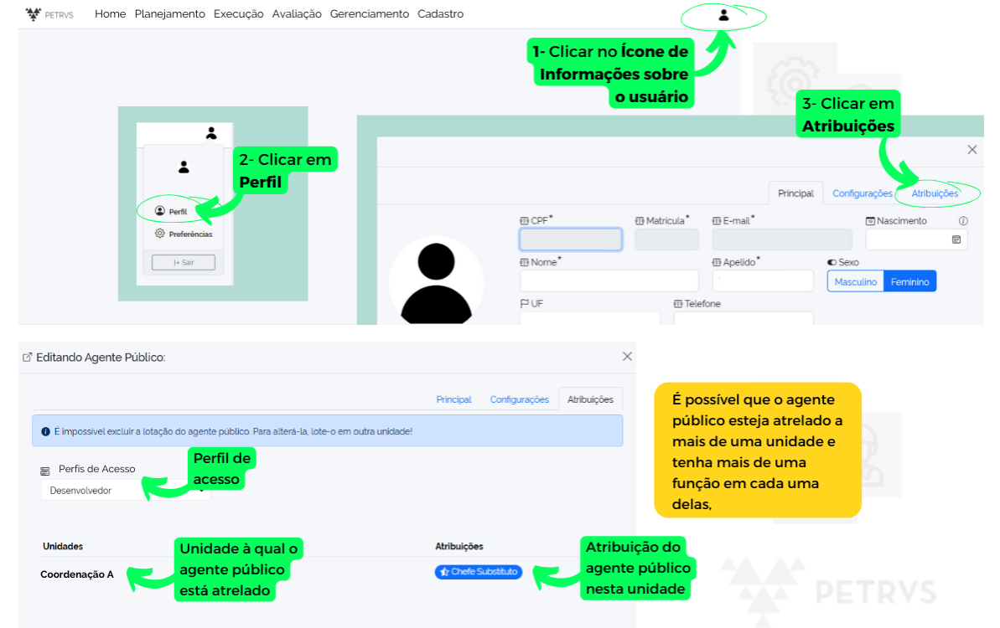 PETRVS
Home Planejamento Execução Avaliação Gerenciamento Cadastro
1- Clicar no Ícone de
Informações sobre
o usuário
2- Clicar em
Perfil
Perfil
Preferências
Sair
3- Clicar em
Atribuições
Principal Configurações Atribuições
CPF* Matrícula* E-mail* Nascimento
Nome* Apelido* Sexo
Masculino Feminino
UF Telefone
Editando Agente Público:
Principal Configurações Atribuições
É impossível excluir a lotação do agente público. Para alterá-la, lote-o em outra unidade!
Perfis de Acesso
Desenvolvedor
Perfil de
acesso
Unidades Atribuições
Coordenação A Chefe Substituto
Unidade à qual o
agente público
está atrelado
Atribuição do
agente público
nesta unidade
É possível que o agente
público esteja atrelado a
mais de uma unidade e
tenha mais de uma
função em cada uma
delas,
PETRVS